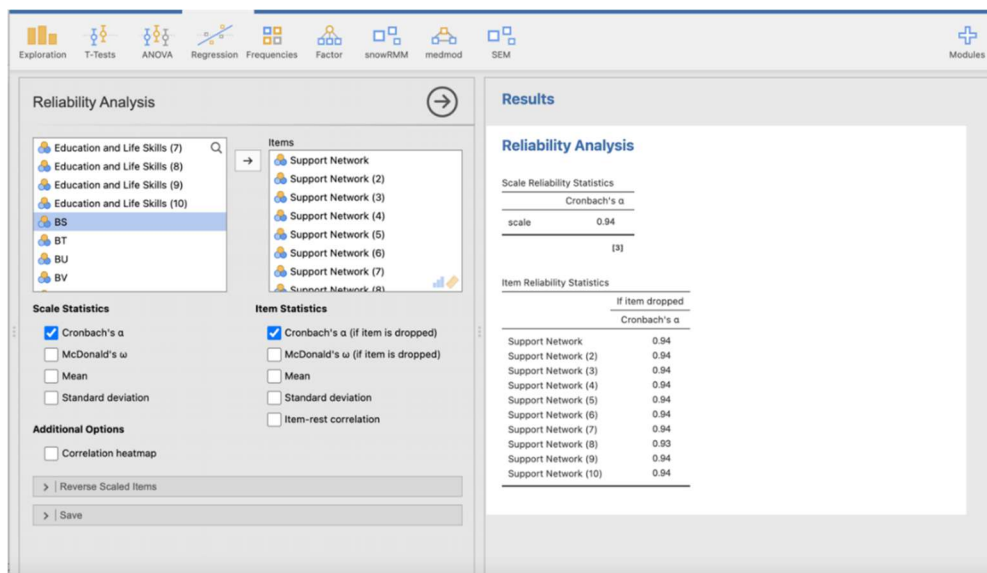 Exploration T-Tests ANOVA Regression Frequencies Factor snowRMM medmod SEM Modules
Reliability Analysis
Education and Life Skills (7)
Education and Life Skills (8)
Education and Life Skills (9)
Education and Life Skills (10)
BS
BT
BU
BV
Items
Support Network
Support Network (2)
Support Network (3)
Support Network (4)
Support Network (5)
Support Network (6)
Support Network (7)
Support Network (8)
Scale Statistics
Cronbach's α
McDonald's ω
Mean
Standard deviation
Item Statistics
Cronbach's α (if item is dropped)
McDonald's ω (if item is dropped)
Mean
Standard deviation
Item-rest correlation
Additional Options
Correlation heatmap
Reverse Scaled Items
Save
Results
Reliability Analysis
Scale Reliability Statistics
Cronbach's α
scale 0.94
[3]
Item Reliability Statistics
If item dropped
Cronbach's α
Support Network 0.94
Support Network (2) 0.94
Support Network (3) 0.94
Support Network (4) 0.94
Support Network (5) 0.94
Support Network (6) 0.94
Support Network (7) 0.94
Support Network (8) 0.93
Support Network (9) 0.94
Support Network (10) 0.94